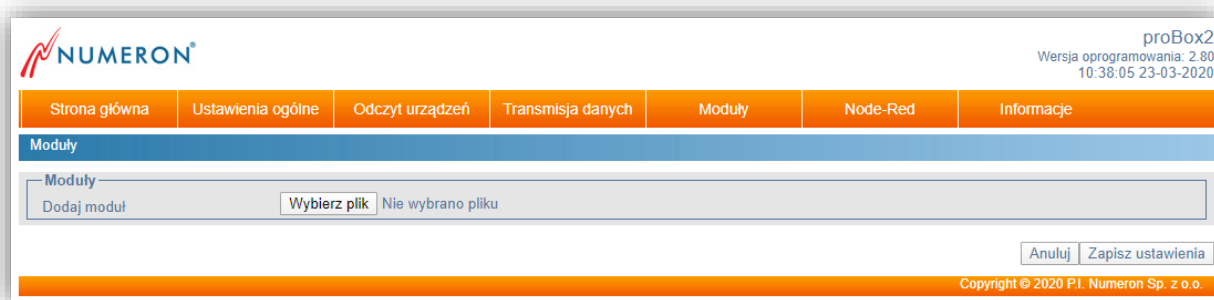 NUMERON®
proBox2
Wersja oprogramowania: 2.80
10:38:05 23-03-2020
Strona główna Ustawienia ogólne Odczyt urządzeń Transmisja danych Moduły Node-Red Informacje
Moduły
Moduły
Dodaj moduł Wybierz plik Nie wybrano pliku
Anuluj Zapisz ustawienia
Copyright © 2020 P.I. Numeron Sp. z o.o.